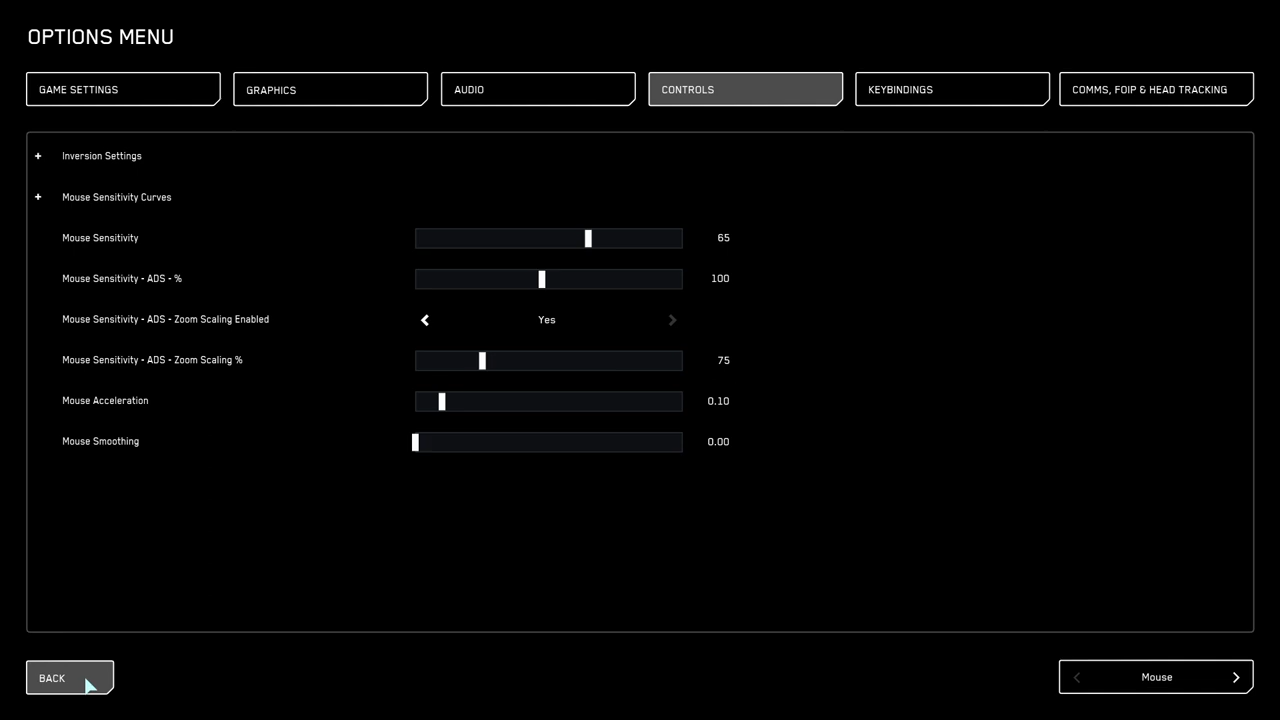 OPTIONS MENU
GAME SETTINGS
GRAPHICS
AUDIO
CONTROLS
KEYBINDINGS
COMMS, FOIP & HEAD TRACKING
+ Inversion Settings
+ Mouse Sensitivity Curves
Mouse Sensitivity 65
Mouse Sensitivity - ADS - % 100
Mouse Sensitivity - ADS - Zoom Scaling Enabled Yes
Mouse Sensitivity - ADS - Zoom Scaling % 75
Mouse Acceleration 0.10
Mouse Smoothing 0.00
BACK
Mouse